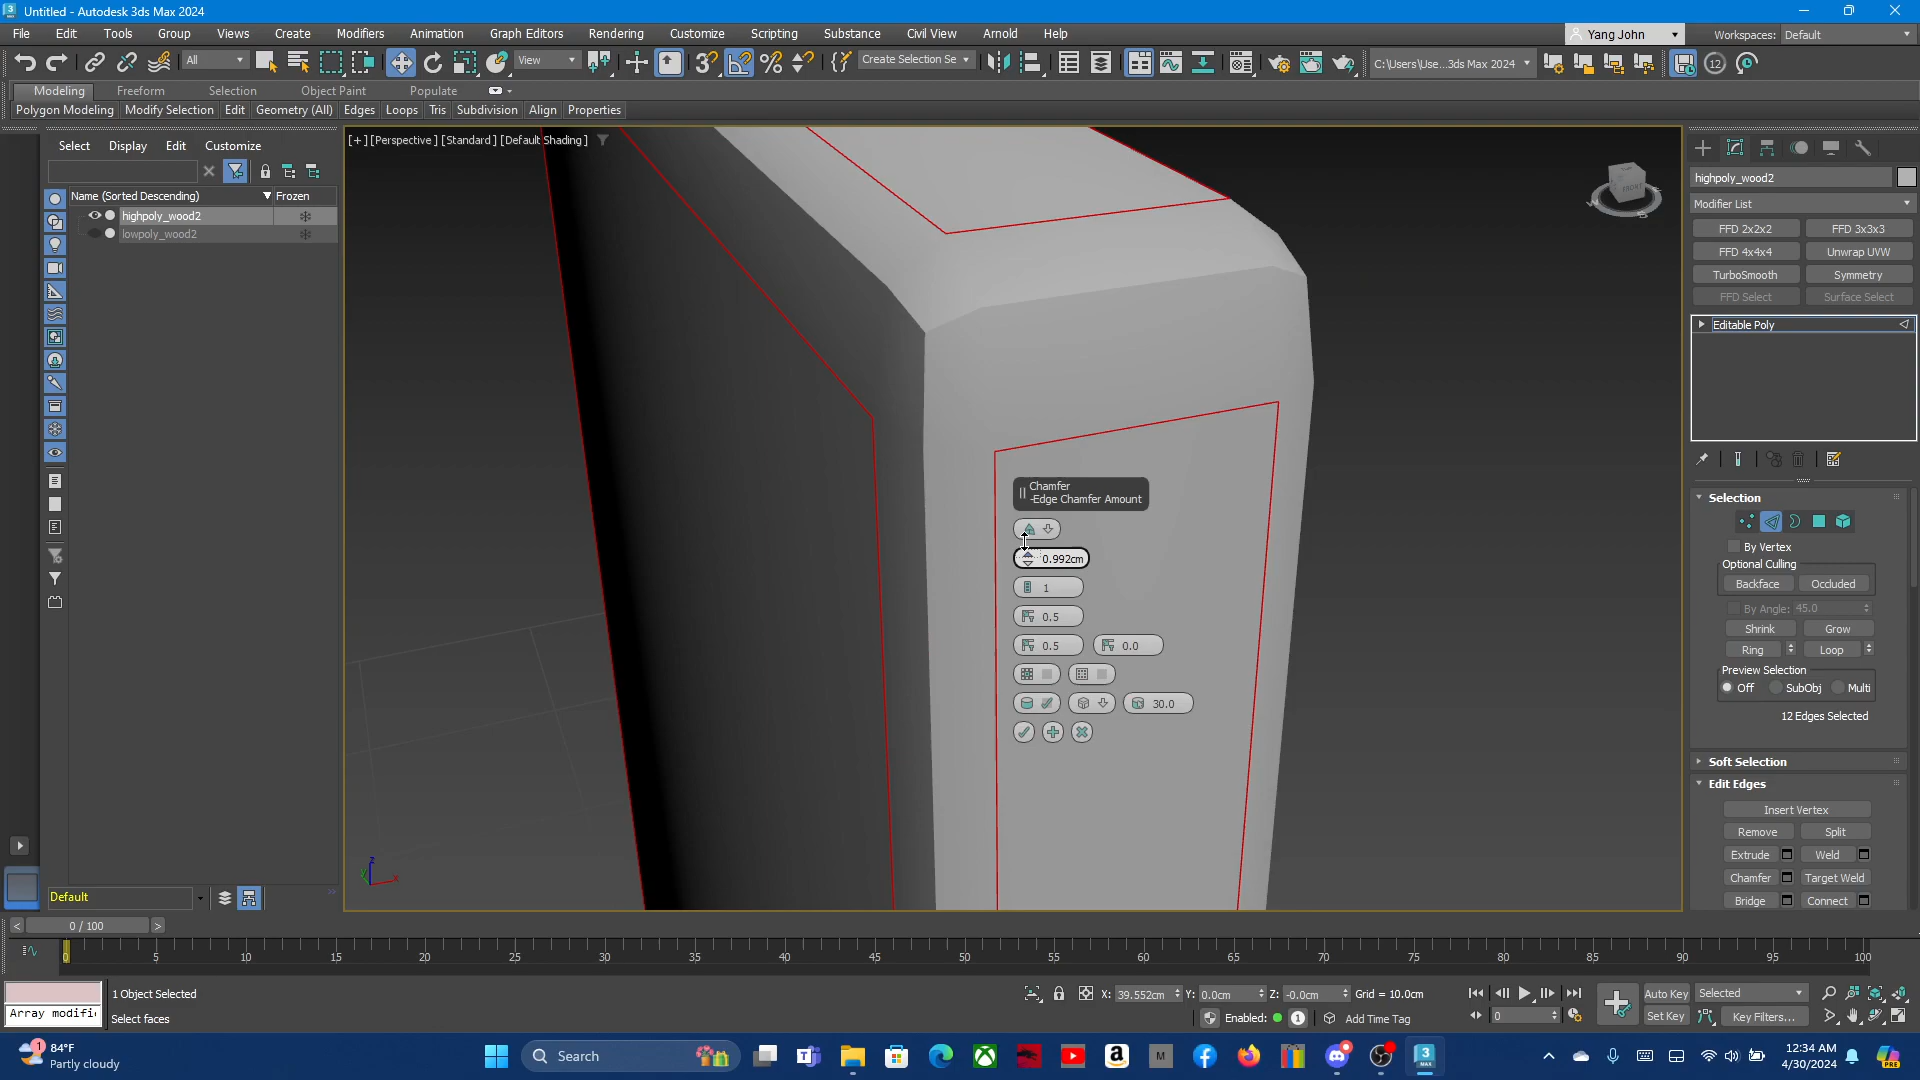 Untitled - Autodesk 3ds Max 2024
File Edit Tools Group Views Create Modifiers Animation Graph Editors Rendering Customize Scripting Substance Civil View Arnold Help
Yang John
Workspaces: Default
All
View
Create Selection Se
C:\Users\Use...3ds Max 2024
12
Modeling Freeform Selection Object Paint Populate
Polygon Modeling Modify Selection Edit Geometry (All) Edges Loops Tris Subdivision Align Properties
Select Display Edit Customize
Name (Sorted Descending) Frozen
highpoly_wood2
lowpoly_wood2
Default
[+] [Perspective ] [Standard ] [Default Shading ]
FRONT
Chamfer
-Edge Chamfer Amount
0.992cm
1
0.5
0.5 0.0
30.0
z
x
highpoly_wood2
Modifier List
FFD 2x2x2 FFD 3x3x3
FFD 4x4x4 Unwrap UVW
TurboSmooth Symmetry
FFD Select Surface Select
Editable Poly
Selection
By Vertex
Optional Culling
Backface Occluded
By Angle: 45.0
Shrink Grow
Ring Loop
Preview Selection
Off SubObj Multi
12 Edges Selected
Soft Selection
Edit Edges
Insert Vertex
Remove Split
Extrude Weld
Chamfer Target Weld
Bridge Connect
< 0 / 100 >
0 5 10 15 20 25 30 35 40 45 50 55 60 65 70 75 80 85 90 95 100
1 Object Selected
Array modifi
Select faces
X: 39.552cm Y: 0.0cm Z: -0.0cm Grid = 10.0cm
Enabled: 1 Add Time Tag
0
Auto Key Selected
Set Key Key Filters...
1
84°F
Partly cloudy
Search
M
3
MAX
12:34 AM
4/30/2024
PRE